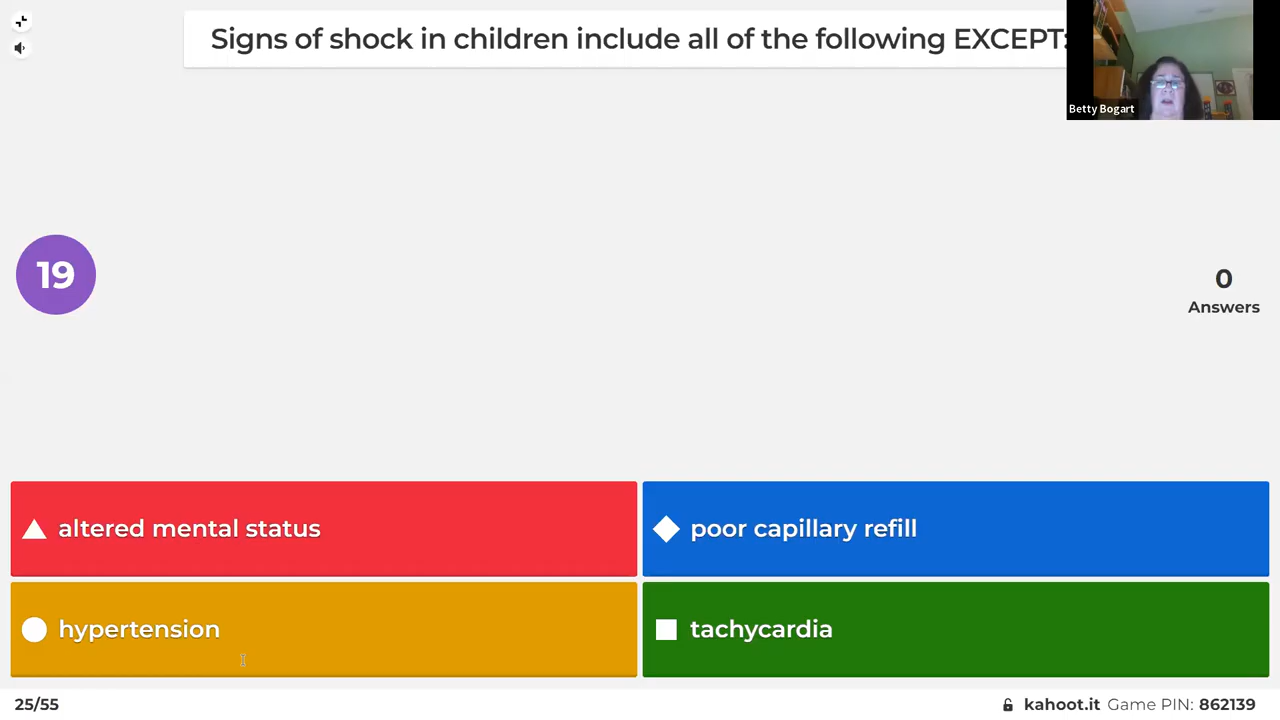 Signs of shock in children include all of the following EXCEPT:
Betty Bogart
19
0
Answers
altered mental status
poor capillary refill
hypertension
tachycardia
25/55
kahoot.it Game PIN: 862139